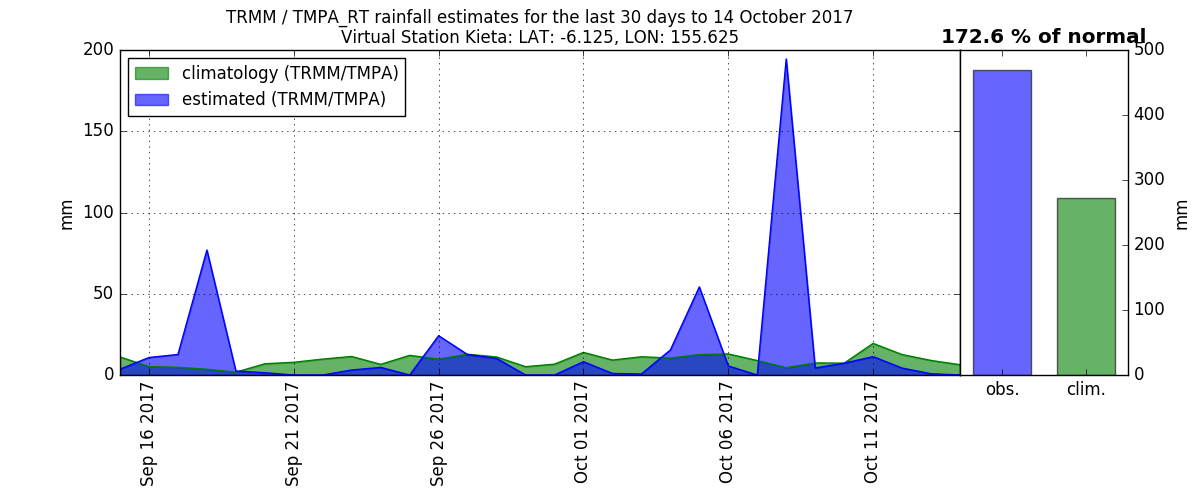 TRMM / TMPA_RT rainfall estimates for the last 30 days to 14 October 2017
Virtual Station Kieta: LAT: -6.125, LON: 155.625
172.6 % of normal
climatology (TRMM/TMPA)
estimated (TRMM/TMPA)
200
150
100
50
0
mm
500
400
300
200
100
0
mm
Sep 16 2017
Sep 21 2017
Sep 26 2017
Oct 01 2017
Oct 06 2017
Oct 11 2017
obs.
clim.